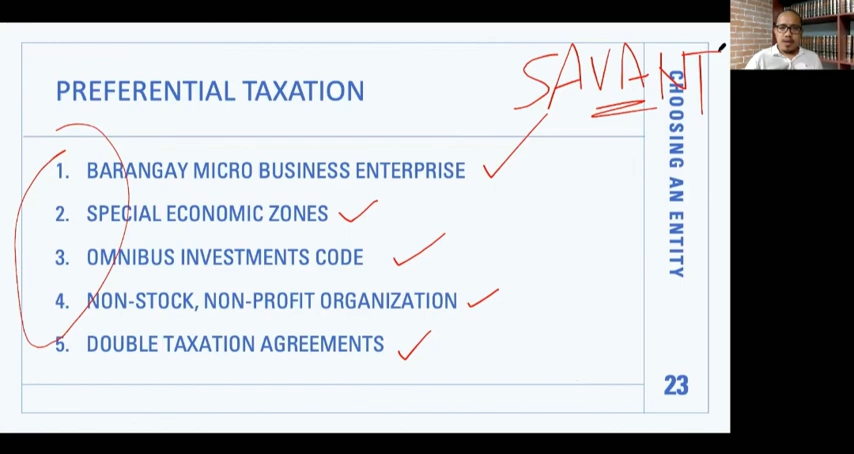 SAVANT
PREFERENTIAL TAXATION
1. BARANGAY MICRO BUSINESS ENTERPRISE
2. SPECIAL ECONOMIC ZONES
3. OMNIBUS INVESTMENTS CODE
4. NON-STOCK, NON-PROFIT ORGANIZATION
5. DOUBLE TAXATION AGREEMENTS
CHOOSING AN ENTITY
23